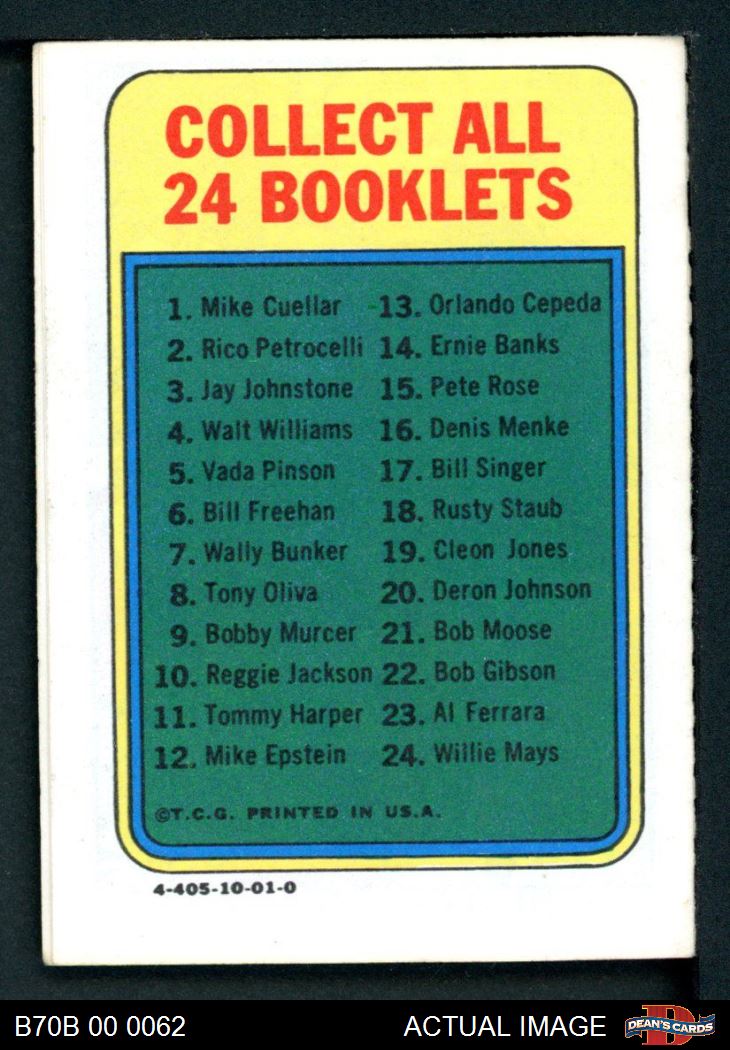 COLLECT ALL
24 BOOKLETS
1. Mike Cuellar
2. Rico Petrocelli
3. Jay Johnstone
4. Walt Williams
5. Vada Pinson
6. Bill Freehan
7. Wally Bunker
8. Tony Oliva
9. Bobby Murcer
10. Reggie Jackson
11. Tommy Harper
12. Mike Epstein
13. Orlando Cepeda
14. Ernie Banks
15. Pete Rose
16. Denis Menke
17. Bill Singer
18. Rusty Staub
19. Cleon Jones
20. Deron Johnson
21. Bob Moose
22. Bob Gibson
23. Al Ferrara
24. Willie Mays
©T.C.G. PRINTED IN U.S.A.
4-405-10-01-0
B70B 00 0062
ACTUAL IMAGE
D
DEAN'S CARDS